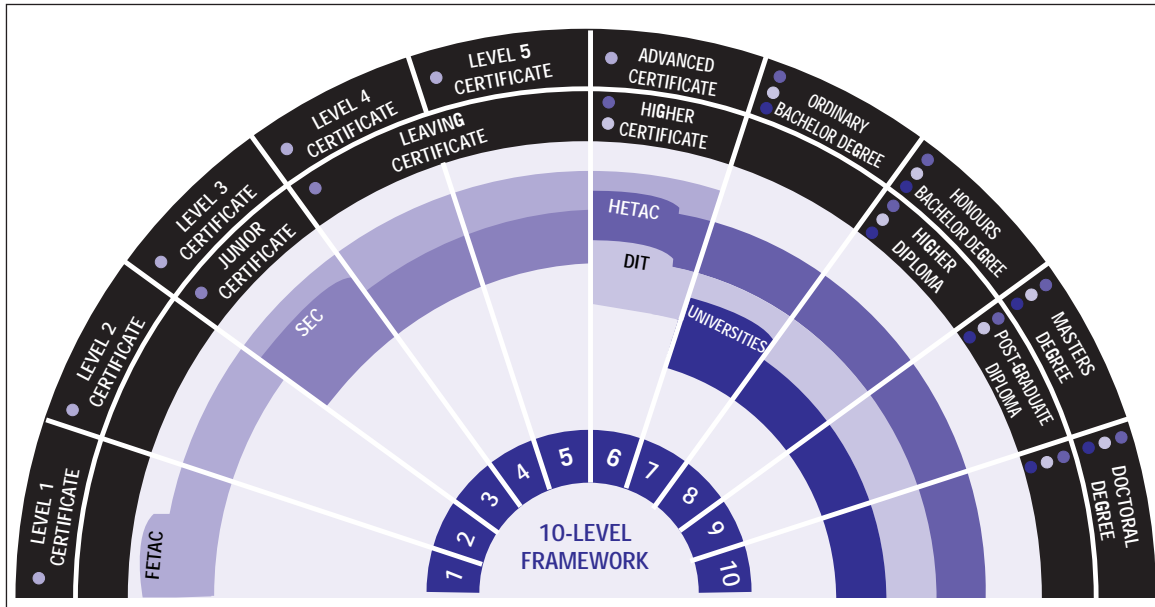 LEVEL 1
CERTIFICATE
LEVEL 2
CERTIFICATE
LEVEL 3
CERTIFICATE
LEVEL 4
CERTIFICATE
LEVEL 5
CERTIFICATE
ADVANCED
CERTIFICATE
ORDINARY
BACHELOR DEGREE
HONOURS
BACHELOR DEGREE
MASTERS
DEGREE
DOCTORAL
DEGREE
JUNIOR
CERTIFICATE
LEAVING
CERTIFICATE
HIGHER
CERTIFICATE
HIGHER
DIPLOMA
POST-GRADUATE
DIPLOMA
FETAC
SEC
HETAC
DIT
UNIVERSITIES
1
2
3
4
5
6
7
8
9
10
10-LEVEL
FRAMEWORK